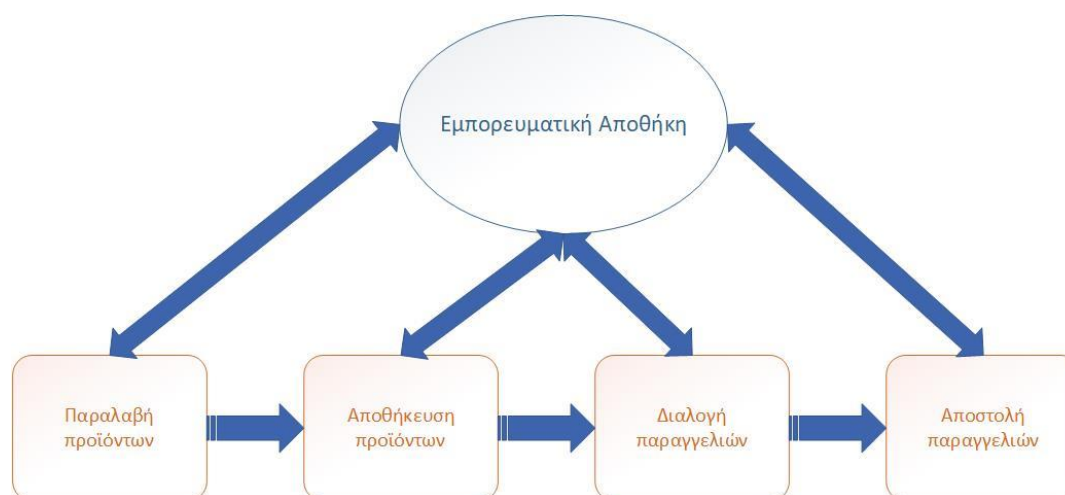 Εμπορευματική Αποθήκη
Παραλαβή
προϊόντων
Αποθήκευση
προϊόντων
Διαλογή
παραγγελιών
Αποστολή
παραγγελιών